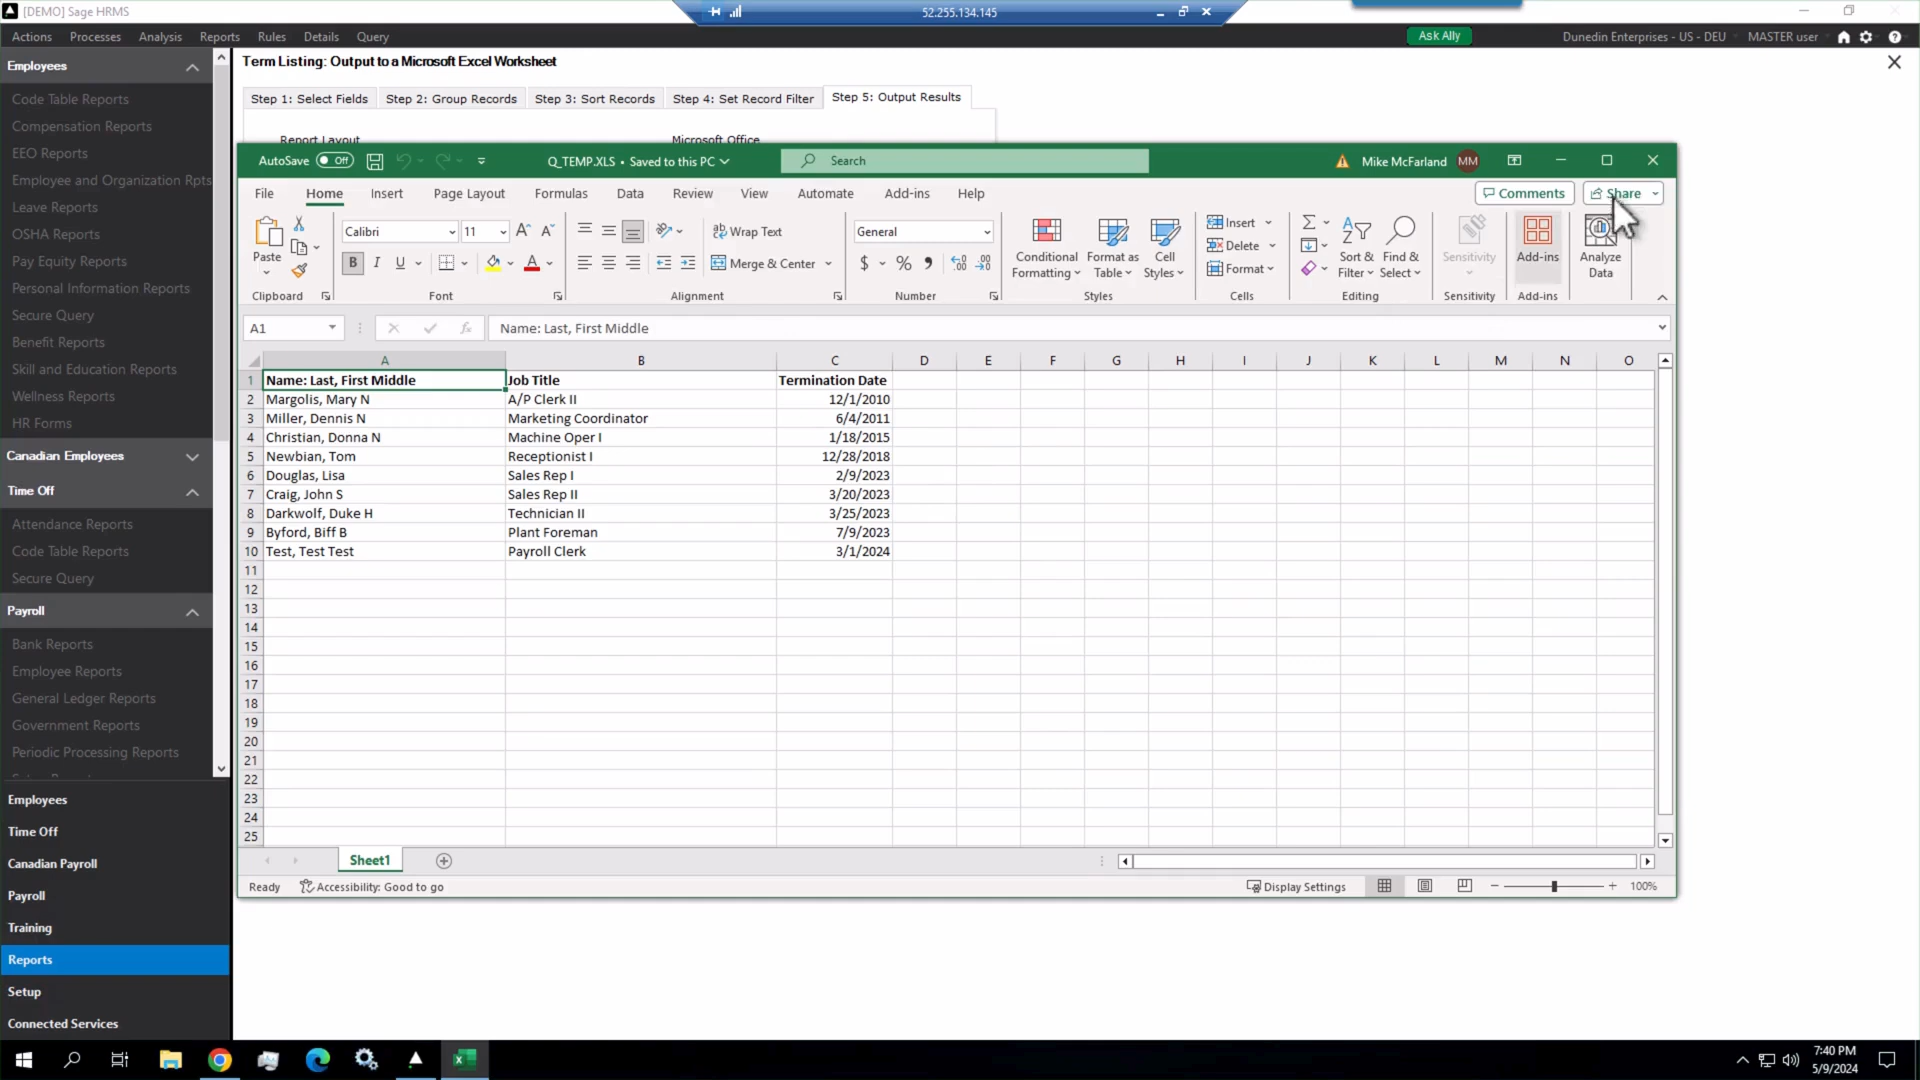 [DEMO] Sage HRMS
52.255.134.145
Actions Processes Analysis Reports Rules Details Query
Ask Ally
Dunedin Enterprises - US - DEU MASTER user
Employees
Code Table Reports
Compensation Reports
EEO Reports
Employee and Organization Rpts
Leave Reports
OSHA Reports
Pay Equity Reports
Personal Information Reports
Secure Query
Benefit Reports
Skill and Education Reports
Wellness Reports
HR Forms
Canadian Employees
Time Off
Attendance Reports
Code Table Reports
Secure Query
Payroll
Bank Reports
Employee Reports
General Ledger Reports
Government Reports
Periodic Processing Reports
Employees
Time Off
Canadian Payroll
Payroll
Training
Reports
Setup
Connected Services
Term Listing: Output to a Microsoft Excel Worksheet
Step 1: Select Fields Step 2: Group Records Step 3: Sort Records Step 4: Set Record Filter Step 5: Output Results
Report Layout Microsoft Office
AutoSave Off Q_TEMP.XLS • Saved to this PC Search Mike McFarland MM
File Home Insert Page Layout Formulas Data Review View Automate Add-ins Help Comments Share
Paste
Clipboard
Calibri 11
B I U A
Font
Wrap Text
Merge & Center
Alignment
General
$ % ,
Number
Conditional Formatting
Format as Table
Cell Styles
Styles
Insert
Delete
Format
Cells
Sort & Filter
Find & Select
Editing
Sensitivity
Sensitivity
Add-ins
Add-ins
Analyze Data
A1 fx Name: Last, First Middle
A B C D E F G H I J K L M N O
1 Name: Last, First Middle Job Title Termination Date
2 Margolis, Mary N A/P Clerk II 12/1/2010
3 Miller, Dennis N Marketing Coordinator 6/4/2011
4 Christian, Donna N Machine Oper I 1/18/2015
5 Newbian, Tom Receptionist I 12/28/2018
6 Douglas, Lisa Sales Rep I 2/9/2023
7 Craig, John S Sales Rep II 3/20/2023
8 Darkwolf, Duke H Technician II 3/25/2023
9 Byford, Biff B Plant Foreman 7/9/2023
10 Test, Test Test Payroll Clerk 3/1/2024
11
12
13
14
15
16
17
18
19
20
21
22
23
24
25
Sheet1
Ready Accessibility: Good to go Display Settings 100%
7:40 PM
5/9/2024